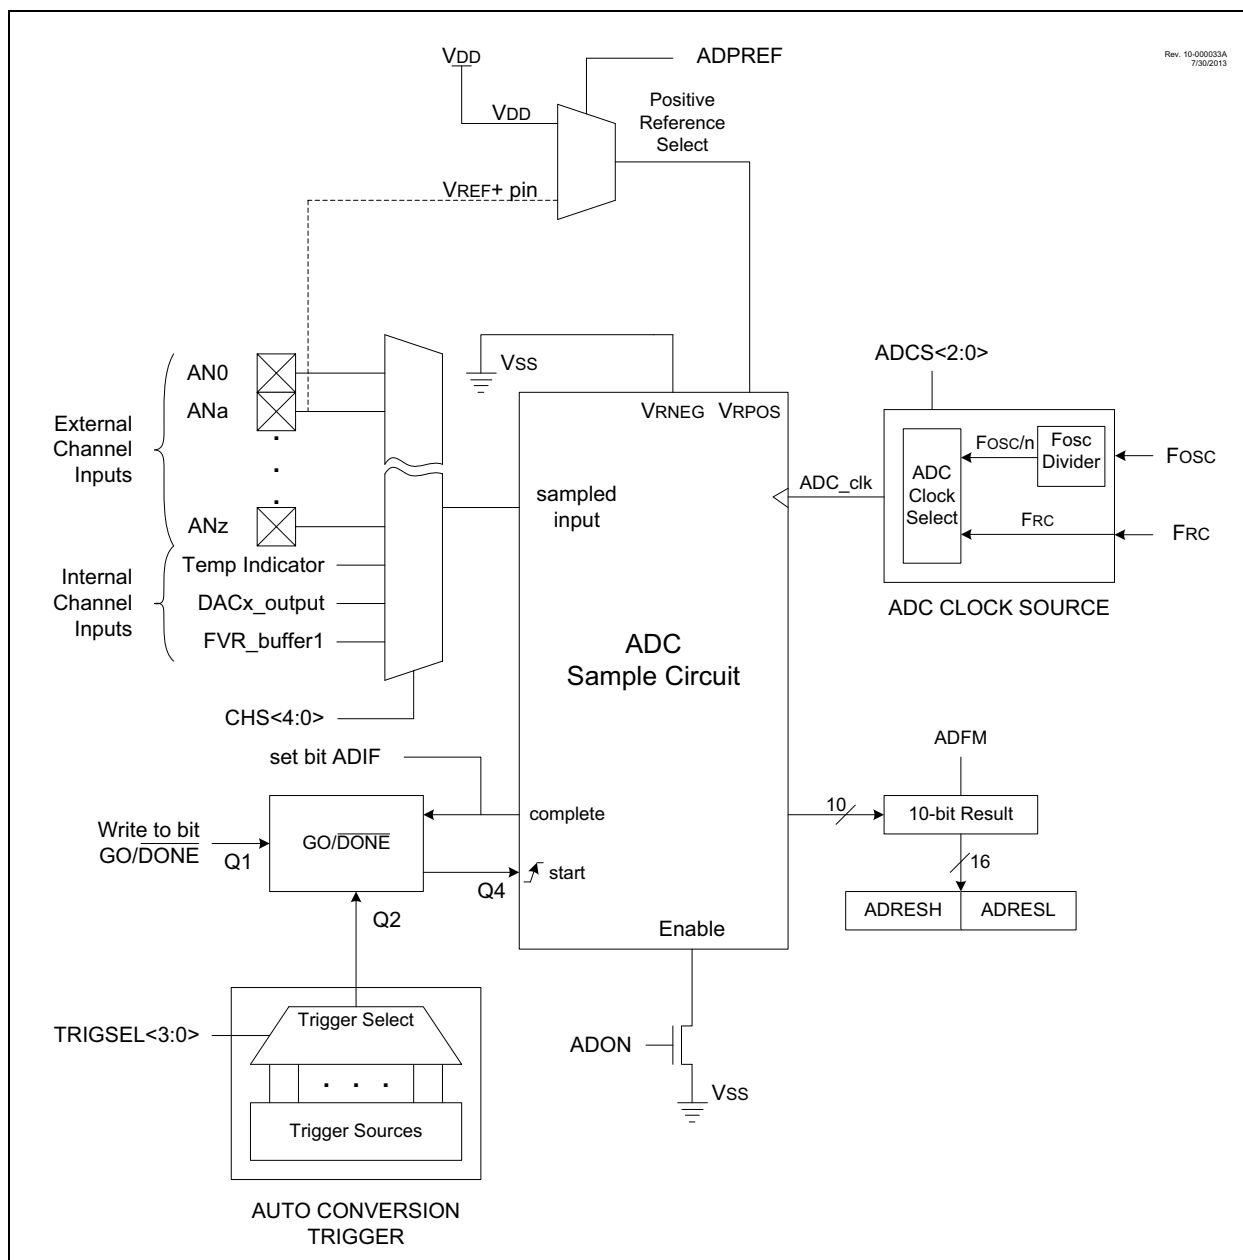 Rev. 10-000033A
7/30/2013
VDD
ADPREF
VDD
Positive
Reference
Select
VREF+ pin
VSS
ADCS<2:0>
AN0
ANa
External
Channel
Inputs
ANz
Internal
Channel
Inputs
Temp Indicator
DACx_output
FVR_buffer1
CHS<4:0>
VRNEG
VRPOS
sampled
input
ADC_clk
ADC
Clock
Select
FOSC/n
Fosc
Divider
FOSC
FRC
FRC
ADC CLOCK SOURCE
ADC
Sample Circuit
set bit ADIF
ADFM
complete
10
10-bit Result
Write to bit
GO/DONE
Q1
GO/DONE
Q4
start
16
ADRESH
ADRESL
Q2
Enable
TRIGSEL<3:0>
Trigger Select
. . .
Trigger Sources
ADON
VSS
AUTO CONVERSION
TRIGGER